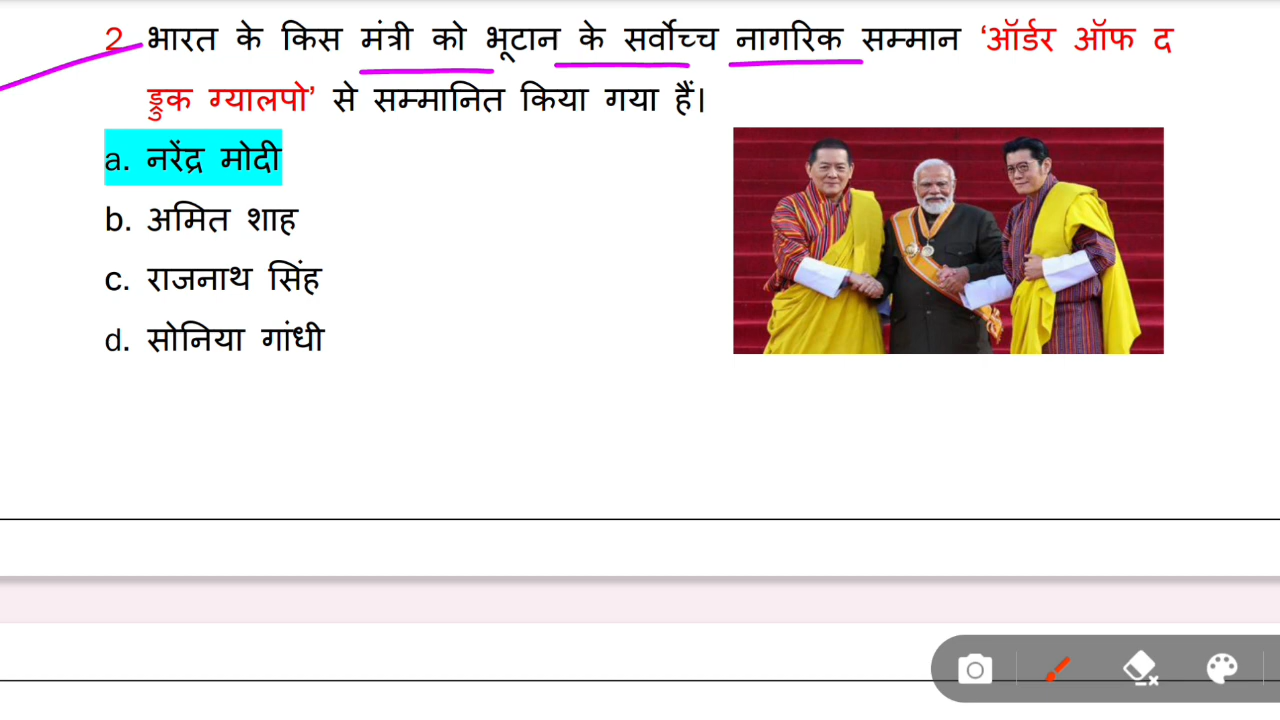 2. भारत के किस मंत्री को भूटान के सर्वोच्च नागरिक सम्मान ‘ऑर्डर ऑफ द
ड्रुक ग्यालपो’ से सम्मानित किया गया हैं।
a. नरेंद्र मोदी
b. अमित शाह
c. राजनाथ सिंह
d. सोनिया गांधी